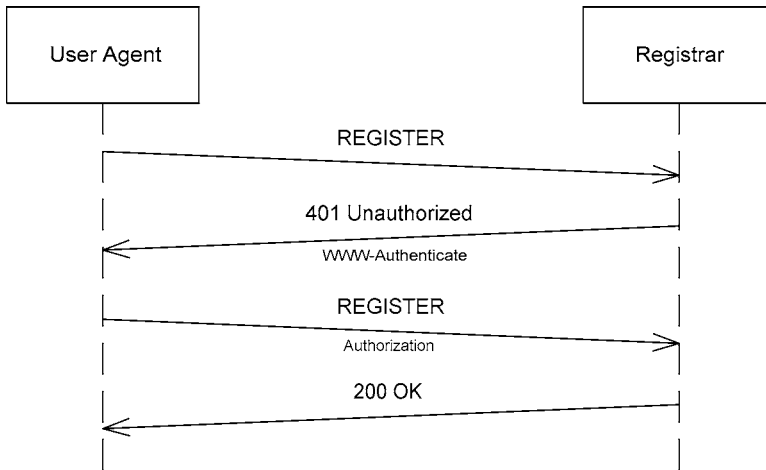 User Agent
Registrar
REGISTER
401 Unauthorized
WWW-Authenticate
REGISTER
Authorization
200 OK